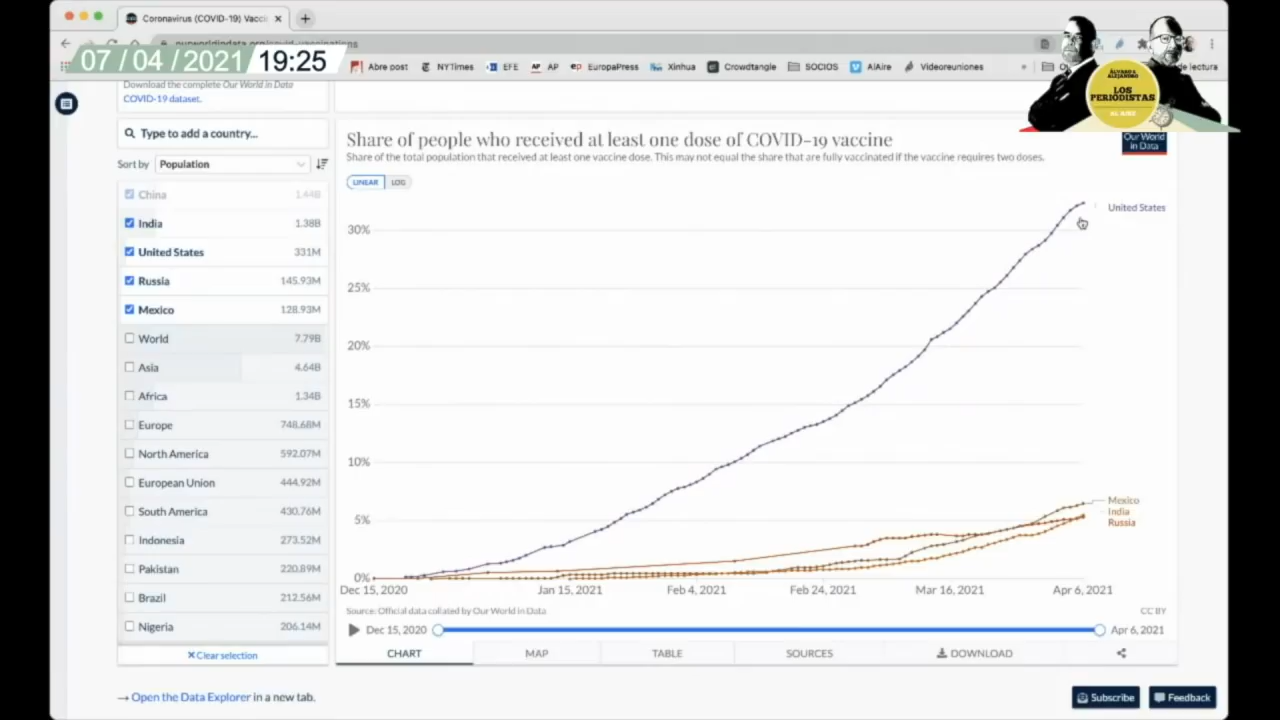 Coronavirus (COVID-19) Vacci
ourworldindata.org/covid-vaccinations
07/04/2021 19:25
Abre post
NYTimes
EFE
AP
EuropaPress
Xinhua
Crowdtangle
SOCIOS
AlAire
Videoreuniones
de lectura
ÁLVARO & ALEJANDRO
LOS PERIODISTAS
AL AIRE
Download the complete Our World in Data
COVID-19 dataset.
Type to add a country...
Sort by Population
China 1.44B
India 1.38B
United States 331M
Russia 145.93M
Mexico 128.93M
World 7.79B
Asia 4.64B
Africa 1.34B
Europe 748.68M
North America 592.07M
European Union 444.92M
South America 430.76M
Indonesia 273.52M
Pakistan 220.89M
Brazil 212.56M
Nigeria 206.14M
Clear selection
Share of people who received at least one dose of COVID-19 vaccine
Share of the total population that received at least one vaccine dose. This may not equal the share that are fully vaccinated if the vaccine requires two doses.
Our World
in Data
LINEAR LOG
United States
30%
25%
20%
15%
10%
5%
0%
Mexico
India
Russia
Dec 15, 2020 Jan 15, 2021 Feb 4, 2021 Feb 24, 2021 Mar 16, 2021 Apr 6, 2021
Source: Official data collated by Our World in Data CC BY
Dec 15, 2020 Apr 6, 2021
CHART MAP TABLE SOURCES DOWNLOAD
→ Open the Data Explorer in a new tab.
Subscribe Feedback